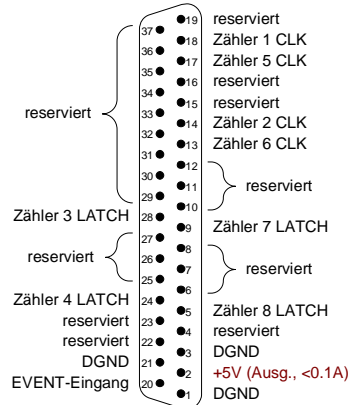 19 reserviert
37
18 Zähler 1 CLK
36
17 Zähler 5 CLK
35
16 reserviert
34
15 reserviert
reserviert
33
14 Zähler 2 CLK
32
13 Zähler 6 CLK
31
12
30
11 reserviert
29
10
Zähler 3 LATCH 28
9 Zähler 7 LATCH
27
8
reserviert 26
7 reserviert
25
6
Zähler 4 LATCH 24
5 Zähler 8 LATCH
reserviert 23
4 reserviert
reserviert 22
3 DGND
DGND 21
2 +5V (Ausg., <0.1A)
EVENT-Eingang 20
1 DGND